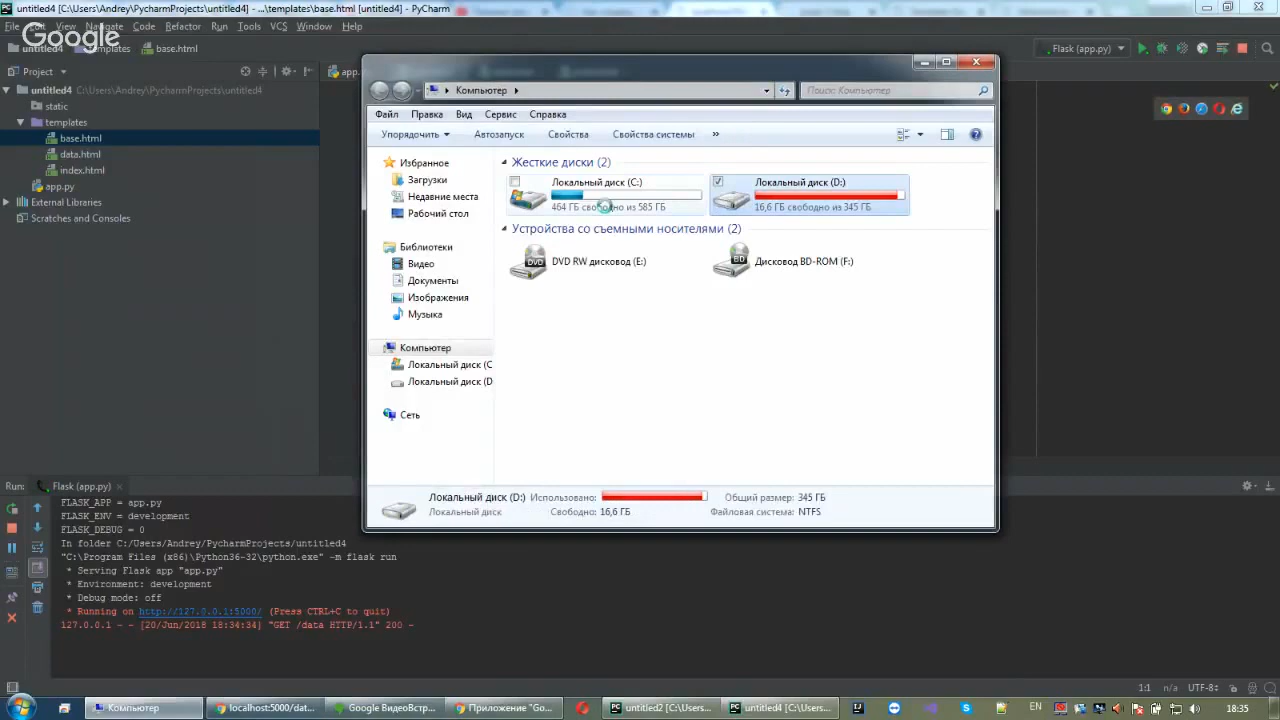 untitled4 [C:\Users\Andrey\PycharmProjects\untitled4] - ...\templates\base.html [untitled4] - PyCharm
File Edit View Navigate Code Refactor Run Tools VCS Window Help
Google
untitled4 templates base.html Flask (app.py)
Project app.
untitled4 C:\Users\Andrey\PycharmProjects\untitled4
static
templates
base.html
data.html
index.html
app.py
External Libraries
Scratches and Consoles
Компьютер Поиск: Компьютер
Файл Правка Вид Сервис Справка
Упорядочить Автозапуск Свойства Свойства системы »
Избранное
Загрузки
Недавние места
Рабочий стол
Библиотеки
Видео
Документы
Изображения
Музыка
Компьютер
Локальный диск (C
Локальный диск (D
Сеть
Жесткие диски (2)
Локальный диск (C:)
464 ГБ свободно из 585 ГБ
Локальный диск (D:)
16,6 ГБ свободно из 345 ГБ
Устройства со съемными носителями (2)
DVD DVD RW дисковод (E:)
BD Дисковод BD-ROM (F:)
Локальный диск (D:) Использовано: Общий размер: 345 ГБ
Локальный диск Свободно: 16,6 ГБ Файловая система: NTFS
Run: Flask (app.py)
FLASK_APP = app.py
FLASK_ENV = development
FLASK_DEBUG = 0
In folder C:/Users/Andrey/PycharmProjects/untitled4
"C:\Program Files (x86)\Python36-32\python.exe" -m flask run
* Serving Flask app "app.py"
* Environment: development
* Debug mode: off
* Running on http://127.0.0.1:5000/ (Press CTRL+C to quit)
127.0.0.1 - - [20/Jun/2018 18:34:34] "GET /data HTTP/1.1" 200 -
1:1 n/a UTF-8
Компьютер localhost:5000/dat... Google ВидеоВстр... Приложение "Go... untitled2 [C:\Users... untitled4 [C:\Users... EN 18:35